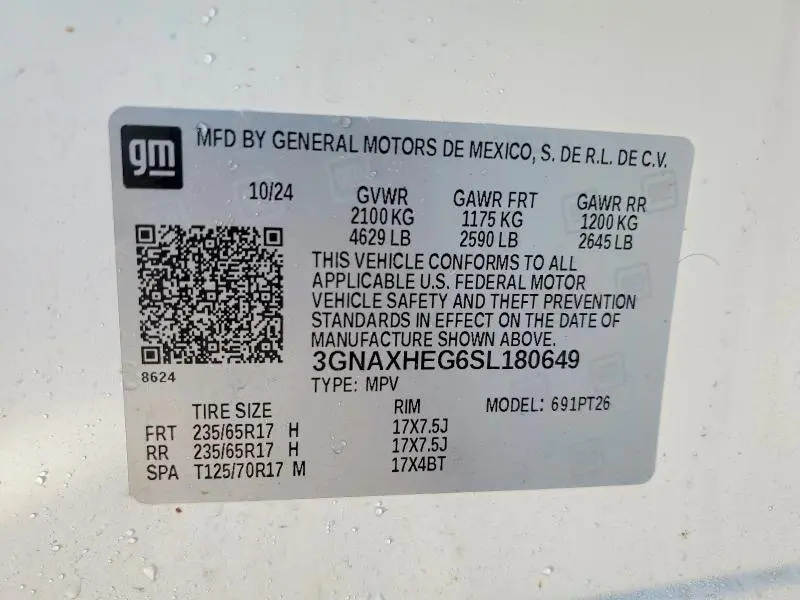 gm
MFD BY GENERAL MOTORS DE MEXICO, S. DE R.L. DE C.V.
10/24 GVWR GAWR FRT GAWR RR
2100 KG 1175 KG 1200 KG
4629 LB 2590 LB 2645 LB
THIS VEHICLE CONFORMS TO ALL
APPLICABLE U.S. FEDERAL MOTOR
VEHICLE SAFETY AND THEFT PREVENTION
STANDARDS IN EFFECT ON THE DATE OF
MANUFACTURE SHOWN ABOVE.
3GNAXHEG6SL180649
8624
TYPE: MPV
TIRE SIZE RIM MODEL: 691PT26
FRT 235/65R17 H 17X7.5J
RR 235/65R17 H 17X7.5J
SPA T125/70R17 M 17X4BT